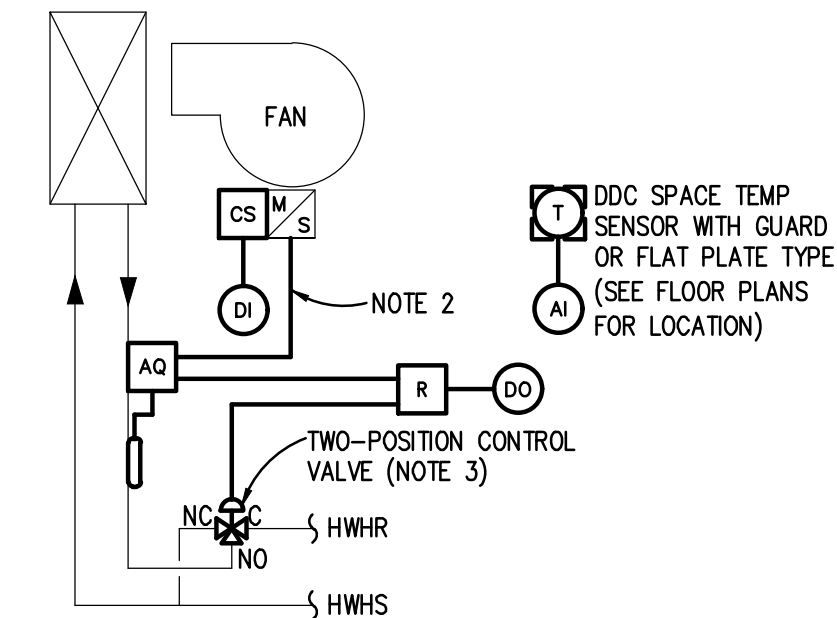 FAN
CS
M
S
DI
NOTE 2
T
DDC SPACE TEMP
SENSOR WITH GUARD
OR FLAT PLATE TYPE
(SEE FLOOR PLANS
FOR LOCATION)
AI
AQ
R
DO
TWO-POSITION CONTROL
VALVE (NOTE 3)
NC
C
HWHR
NO
HWHS